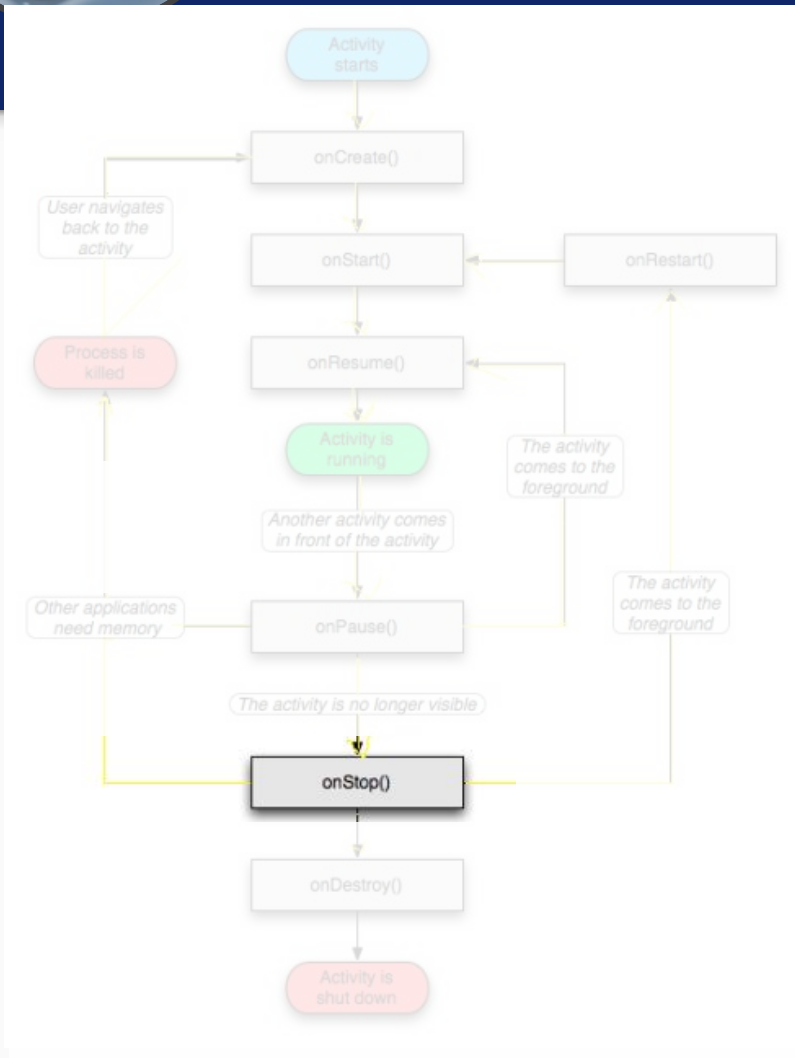 Activity
starts
onCreate()
User navigates
back to the
activity
onStart()
onRestart()
Process is
killed
onResume()
Activity is
running
The activity
comes to the
foreground
Another activity comes
in front of the activity
The activity
comes to the
foreground
Other applications
need memory
onPause()
The activity is no longer visible
onStop()
onDestroy()
Activity is
shut down